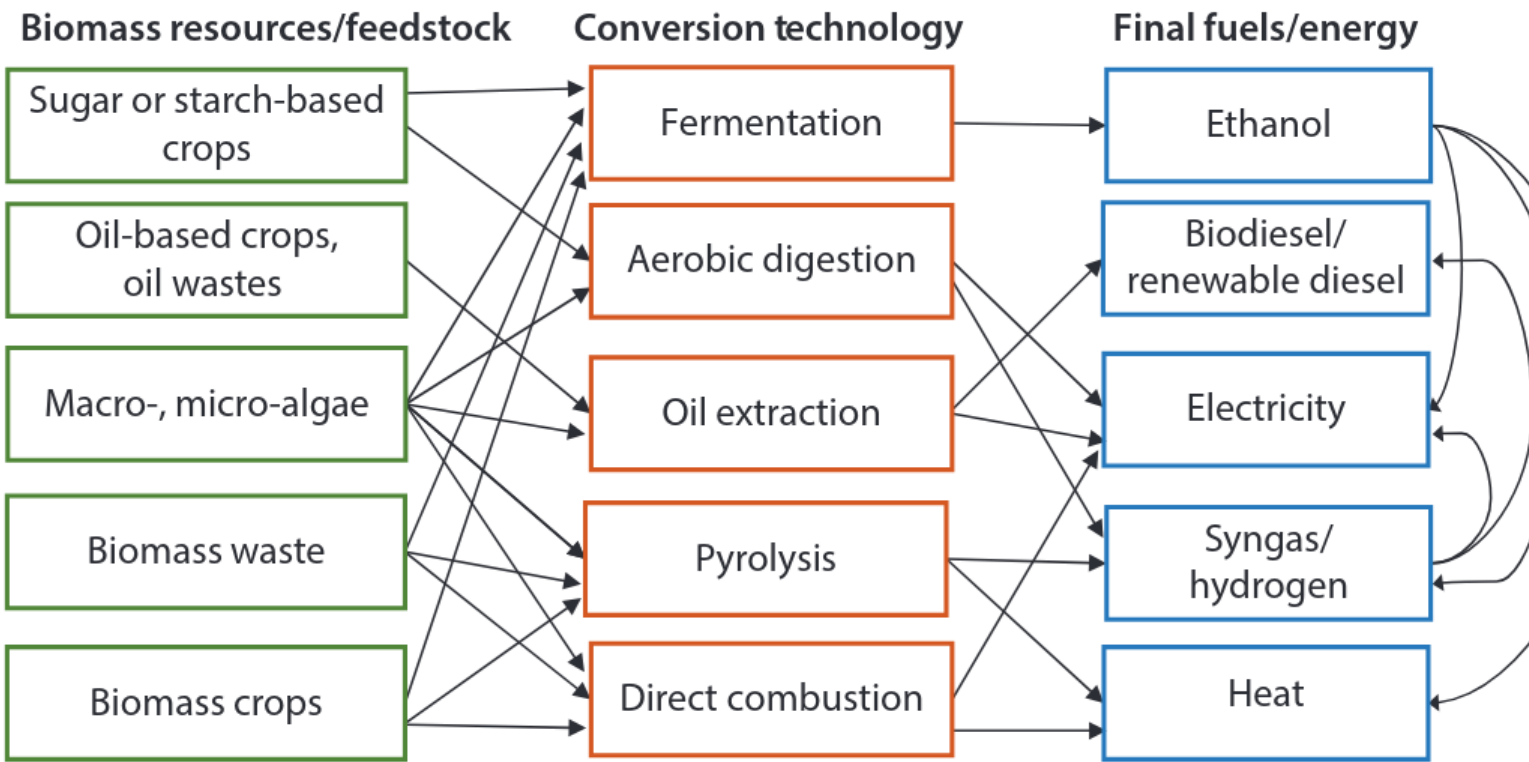 Biomass resources/feedstock
Conversion technology
Final fuels/energy
Sugar or starch-based
crops
Fermentation
Ethanol
Oil-based crops,
oil wastes
Aerobic digestion
Biodiesel/
renewable diesel
Macro-, micro-algae
Oil extraction
Electricity
Biomass waste
Pyrolysis
Syngas/
hydrogen
Biomass crops
Direct combustion
Heat